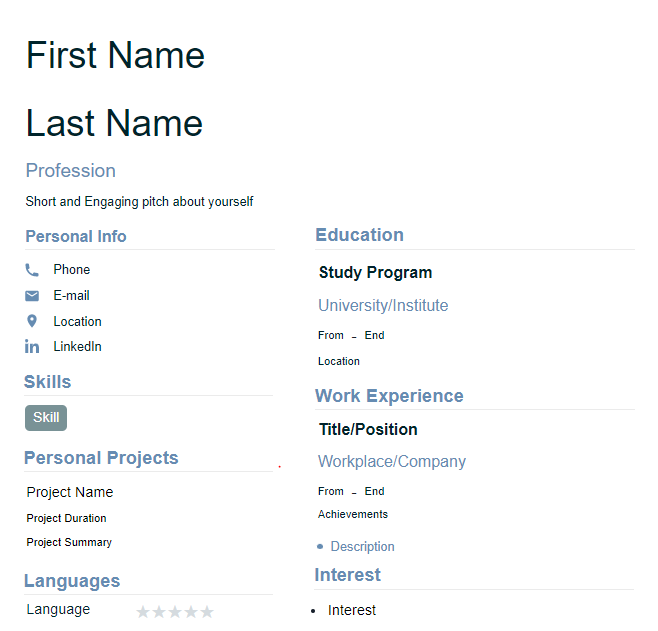 First Name
Last Name
Profession
Short and Engaging pitch about yourself
Personal Info
Phone
E-mail
Location
LinkedIn
Skills
Skill
Personal Projects
Project Name
Project Duration
Project Summary
Languages
Language
Education
Study Program
University/Institute
From - End
Location
Work Experience
Title/Position
Workplace/Company
From - End
Achievements
• Description
Interest
• Interest